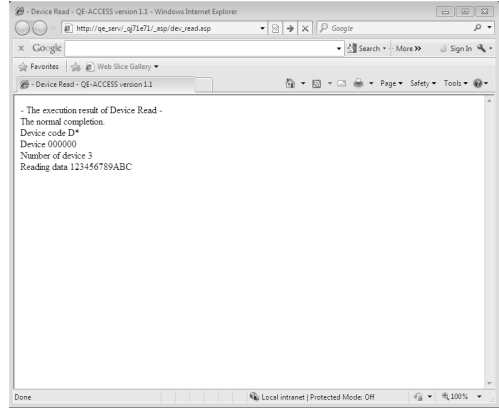 - Device Read - QE-ACCESS version 1.1 - Windows Internet Explorer
http://qe_serv/_qj71e71/_asp/dev_read.asp
Google
x Google Search More >> Sign In
Favorites Web Slice Gallery
- Device Read - QE-ACCESS version 1.1 Page Safety Tools
- The execution result of Device Read -
The normal completion.
Device code D*
Device 000000
Number of device 3
Reading data 123456789ABC
Done Local intranet | Protected Mode: Off 100%